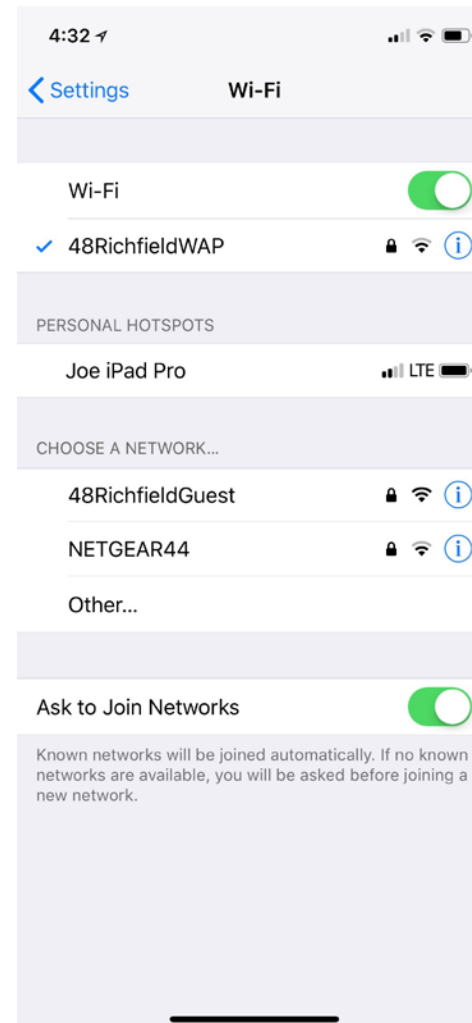 4:32
Settings Wi-Fi
Wi-Fi
48RichfieldWAP
PERSONAL HOTSPOTS
Joe iPad Pro LTE
CHOOSE A NETWORK...
48RichfieldGuest
NETGEAR44
Other...
Ask to Join Networks
Known networks will be joined automatically. If no known
networks are available, you will be asked before joining a
new network.